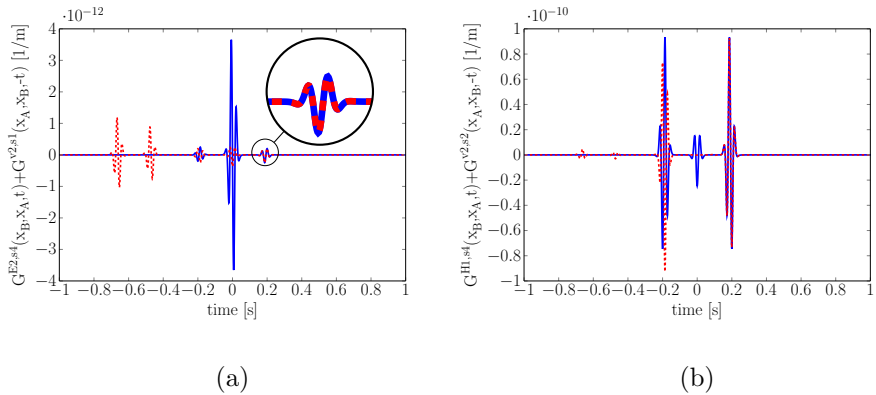 ·10⁻¹²
G^{E2,s4}(x_B,x_A,t)+G^{v2,s1}(x_A,x_B,-t) [1/m]
4
3
2
1
0
−1
−2
−3
−4
−1 −0.8 −0.6 −0.4 −0.2 0 0.2 0.4 0.6 0.8 1
time [s]
(a)
·10⁻¹⁰
G^{H1,s4}(x_B,x_A,t)+G^{v2,s2}(x_A,x_B,-t) [1/m]
1
0.8
0.6
0.4
0.2
0
−0.2
−0.4
−0.6
−0.8
−1
−1 −0.8 −0.6 −0.4 −0.2 0 0.2 0.4 0.6 0.8 1
time [s]
(b)